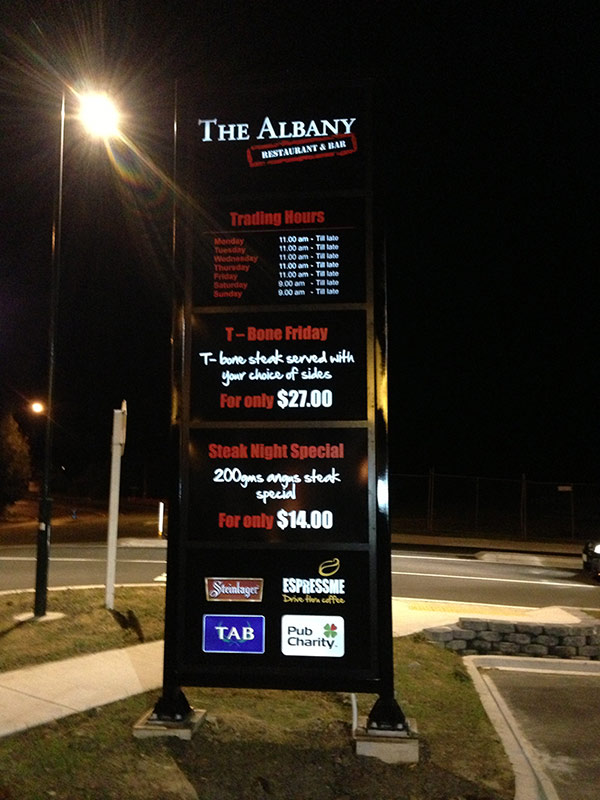 THE ALBANY
RESTAURANT & BAR
Trading Hours
Monday 11.00 am - Till late
Tuesday 11.00 am - Till late
Wednesday 11.00 am - Till late
Thursday 11.00 am - Till late
Friday 11.00 am - Till late
Saturday 9.00 am - Till late
Sunday 9.00 am - Till late
T – Bone Friday
T- bone steak served with
your choice of sides
For only $27.00
Steak Night Special
200gms angus steak
special
For only $14.00
Steinlager
ESPRESSME
Drive thru coffee
TAB
Pub
Charity